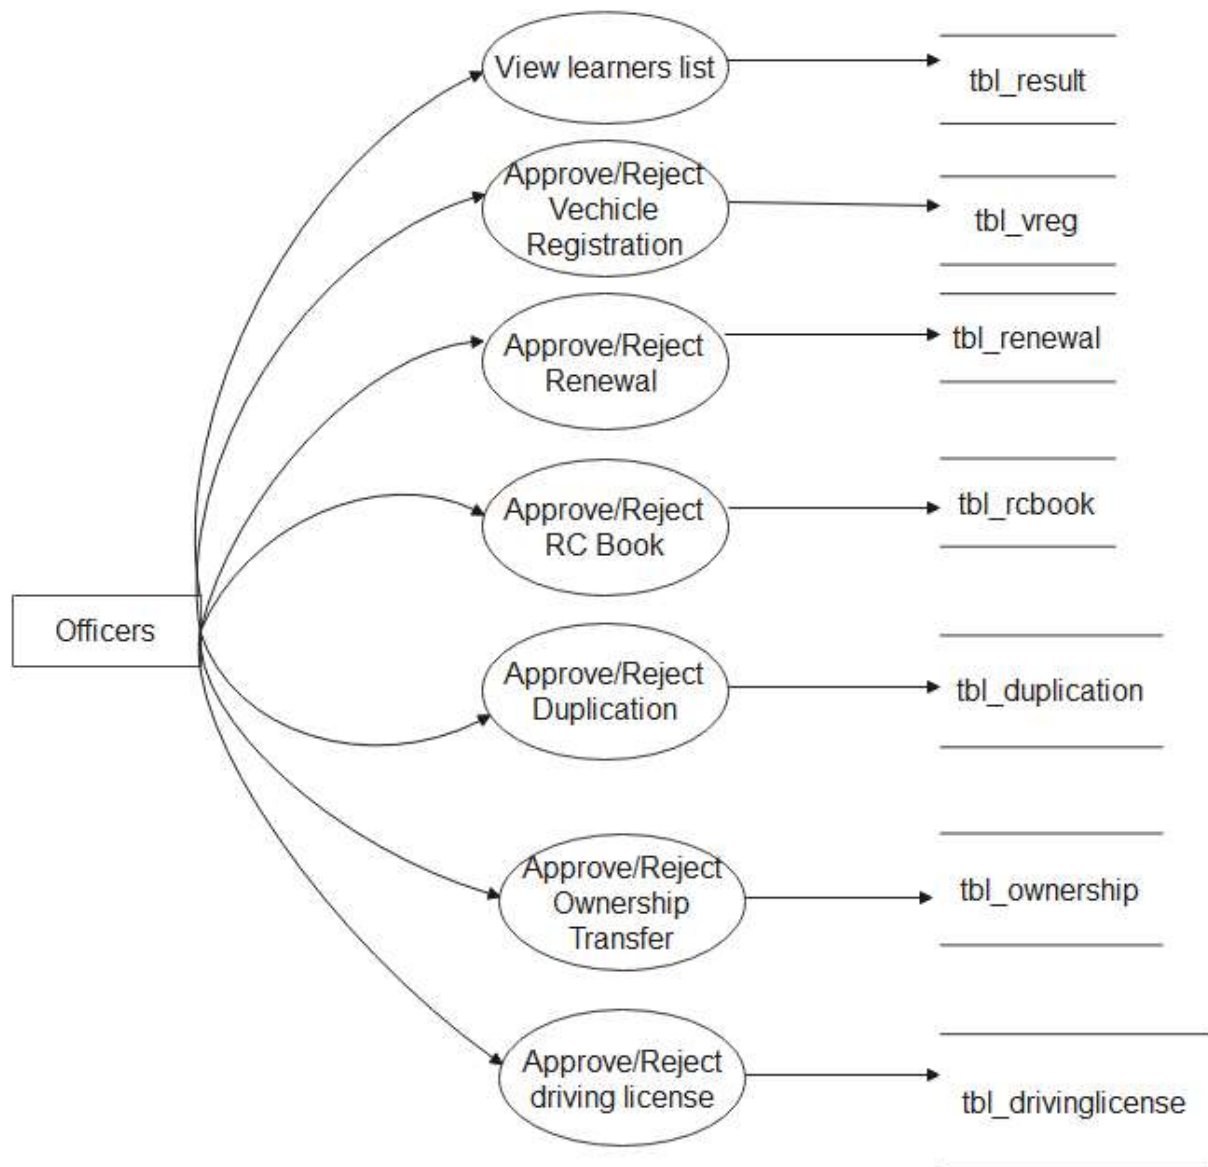 View learners list
tbl_result
Approve/Reject
Vechicle
Registration
tbl_vreg
Approve/Reject
Renewal
tbl_renewal
Approve/Reject
RC Book
tbl_rcbook
Officers
Approve/Reject
Duplication
tbl_duplication
Approve/Reject
Ownership
Transfer
tbl_ownership
Approve/Reject
driving license
tbl_drivinglicense